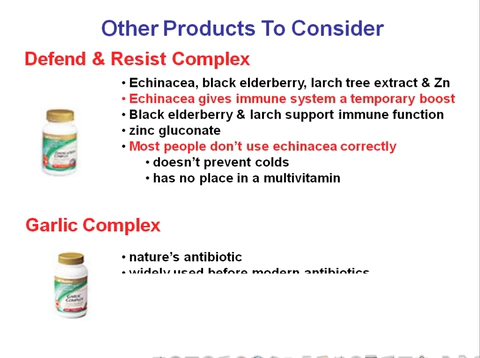 Other Products To Consider
Defend & Resist Complex
• Echinacea, black elderberry, larch tree extract & Zn
• Echinacea gives immune system a temporary boost
• Black elderberry & larch support immune function
• zinc gluconate
• Most people don't use echinacea correctly
• doesn't prevent colds
• has no place in a multivitamin
Garlic Complex
• nature's antibiotic
• widely used before modern antibiotics